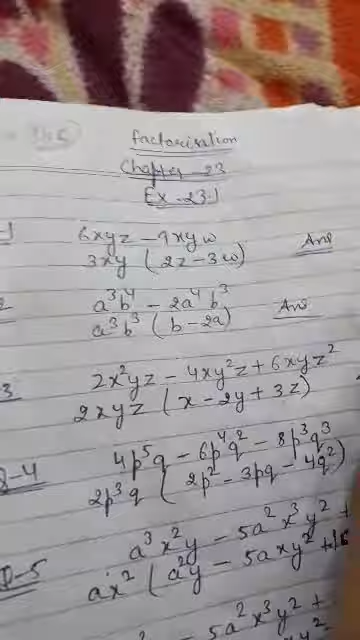 Factorisation
Chapter - 23
Ex - 23.1
6xyz - 9xyw
3xy ( 2z - 3w) Ans
a³b⁴ - 2a⁴b³
a³b³ ( b - 2a) Ans
3
2x²yz - 4xy²z + 6xyz²
2xyz ( x - 2y + 3z)
Q-4
4p⁵q - 6p⁴q² - 8p³q³
2p³q ( 2p² - 3pq - 4q²)
Q-5
a³x²y - 5a²x³y² +
ax² ( a²y - 5axy² +
- 5a²x³y² +